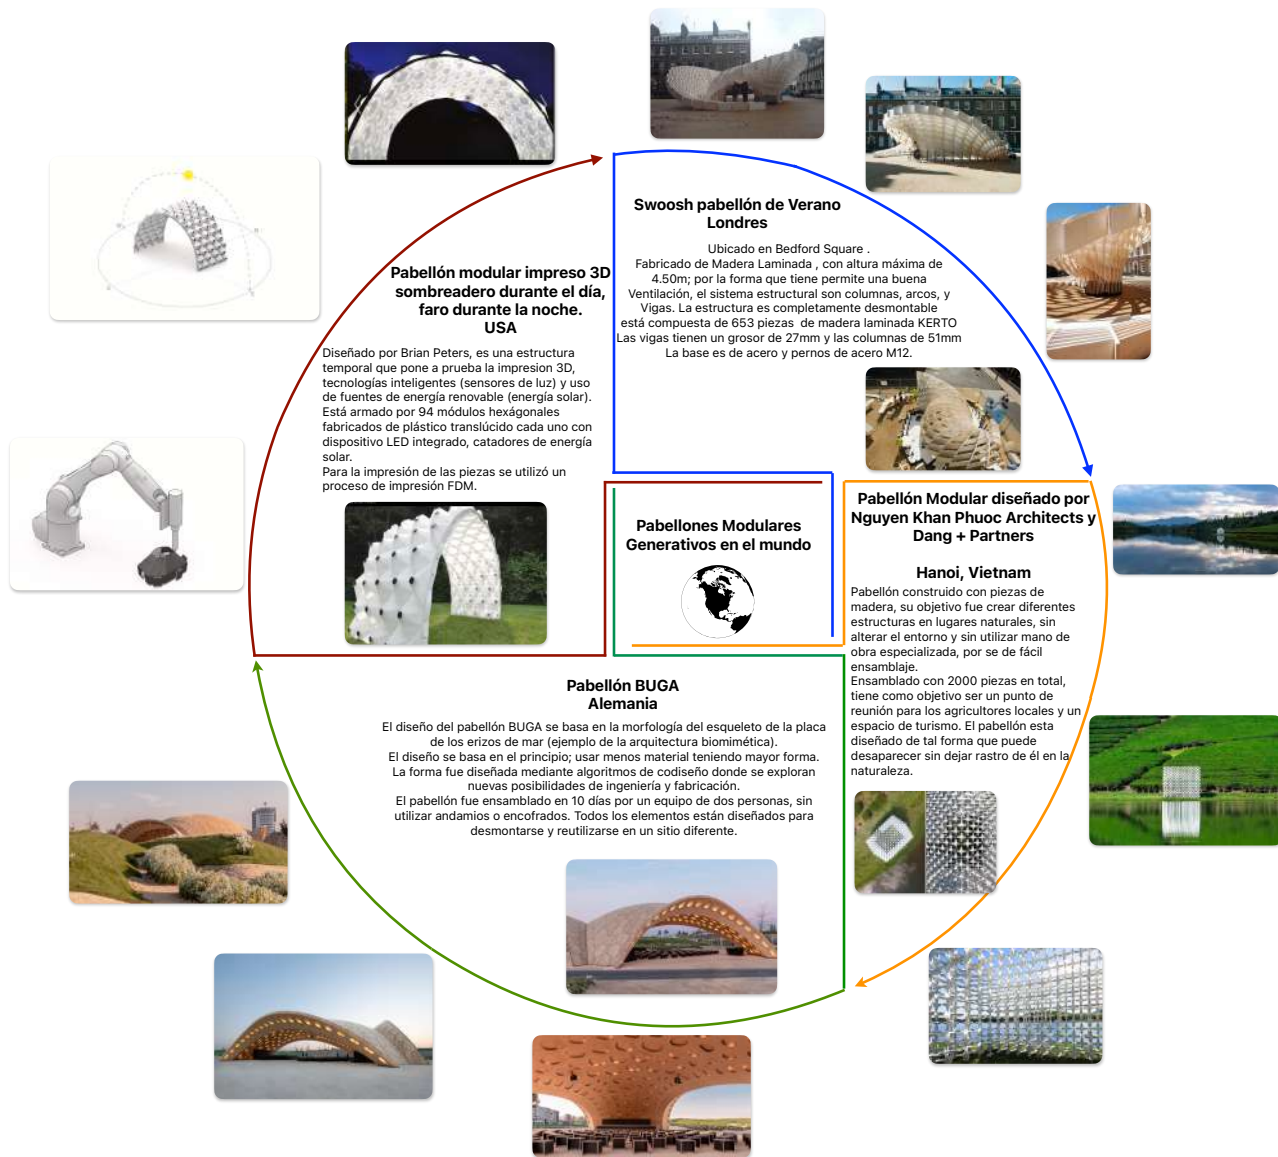 Swoosh pabellón de Verano
Londres
Ubicado en Bedford Square .
Fabricado de Madera Laminada , con altura máxima de
4.50m; por la forma que tiene permite una buena
Ventilación, el sistema estructural son columnas, arcos, y
Vigas. La estructura es completamente desmontable
está compuesta de 653 piezas  de madera laminada KERTO
Las vigas tienen un grosor de 27mm y las columnas de 51mm
La base es de acero y pernos de acero M12.
Pabellón modular impreso 3D
sombreadero durante el día,
faro durante la noche.
USA
Diseñado por Brian Peters, es una estructura
temporal que pone a prueba la impresion 3D,
tecnologías inteligentes (sensores de luz) y uso
de fuentes de energía renovable (energía solar).
Está armado por 94 módulos hexágonales
fabricados de plástico translúcido cada uno con
dispositivo LED integrado, catadores de energía
solar.
Para la impresión de las piezas se utilizó un
proceso de impresión FDM.
Pabellones Modulares
Generativos en el mundo
Pabellón Modular diseñado por
Nguyen Khan Phuoc Architects y
Dang + Partners
Hanoi, Vietnam
Pabellón construido con piezas de
madera, su objetivo fue crear diferentes
estructuras en lugares naturales, sin
alterar el entorno y sin utilizar mano de
obra especializada, por se de fácil
ensamblaje.
Ensamblado con 2000 piezas en total,
tiene como objetivo ser un punto de
reunión para los agricultores locales y un
espacio de turismo. El pabellón esta
diseñado de tal forma que puede
desaparecer sin dejar rastro de él en la
naturaleza.
Pabellón BUGA
Alemania
El diseño del pabellón BUGA se basa en la morfología del esqueleto de la placa
de los erizos de mar (ejemplo de la arquitectura biomimética).
El diseño se basa en el principio; usar menos material teniendo mayor forma.
La forma fue diseñada mediante algoritmos de codiseño donde se exploran
nuevas posibilidades de ingeniería y fabricación.
El pabellón fue ensamblado en 10 días por un equipo de dos personas, sin
utilizar andamios o encofrados. Todos los elementos están diseñados para
desmontarse y reutilizarse en un sitio diferente.